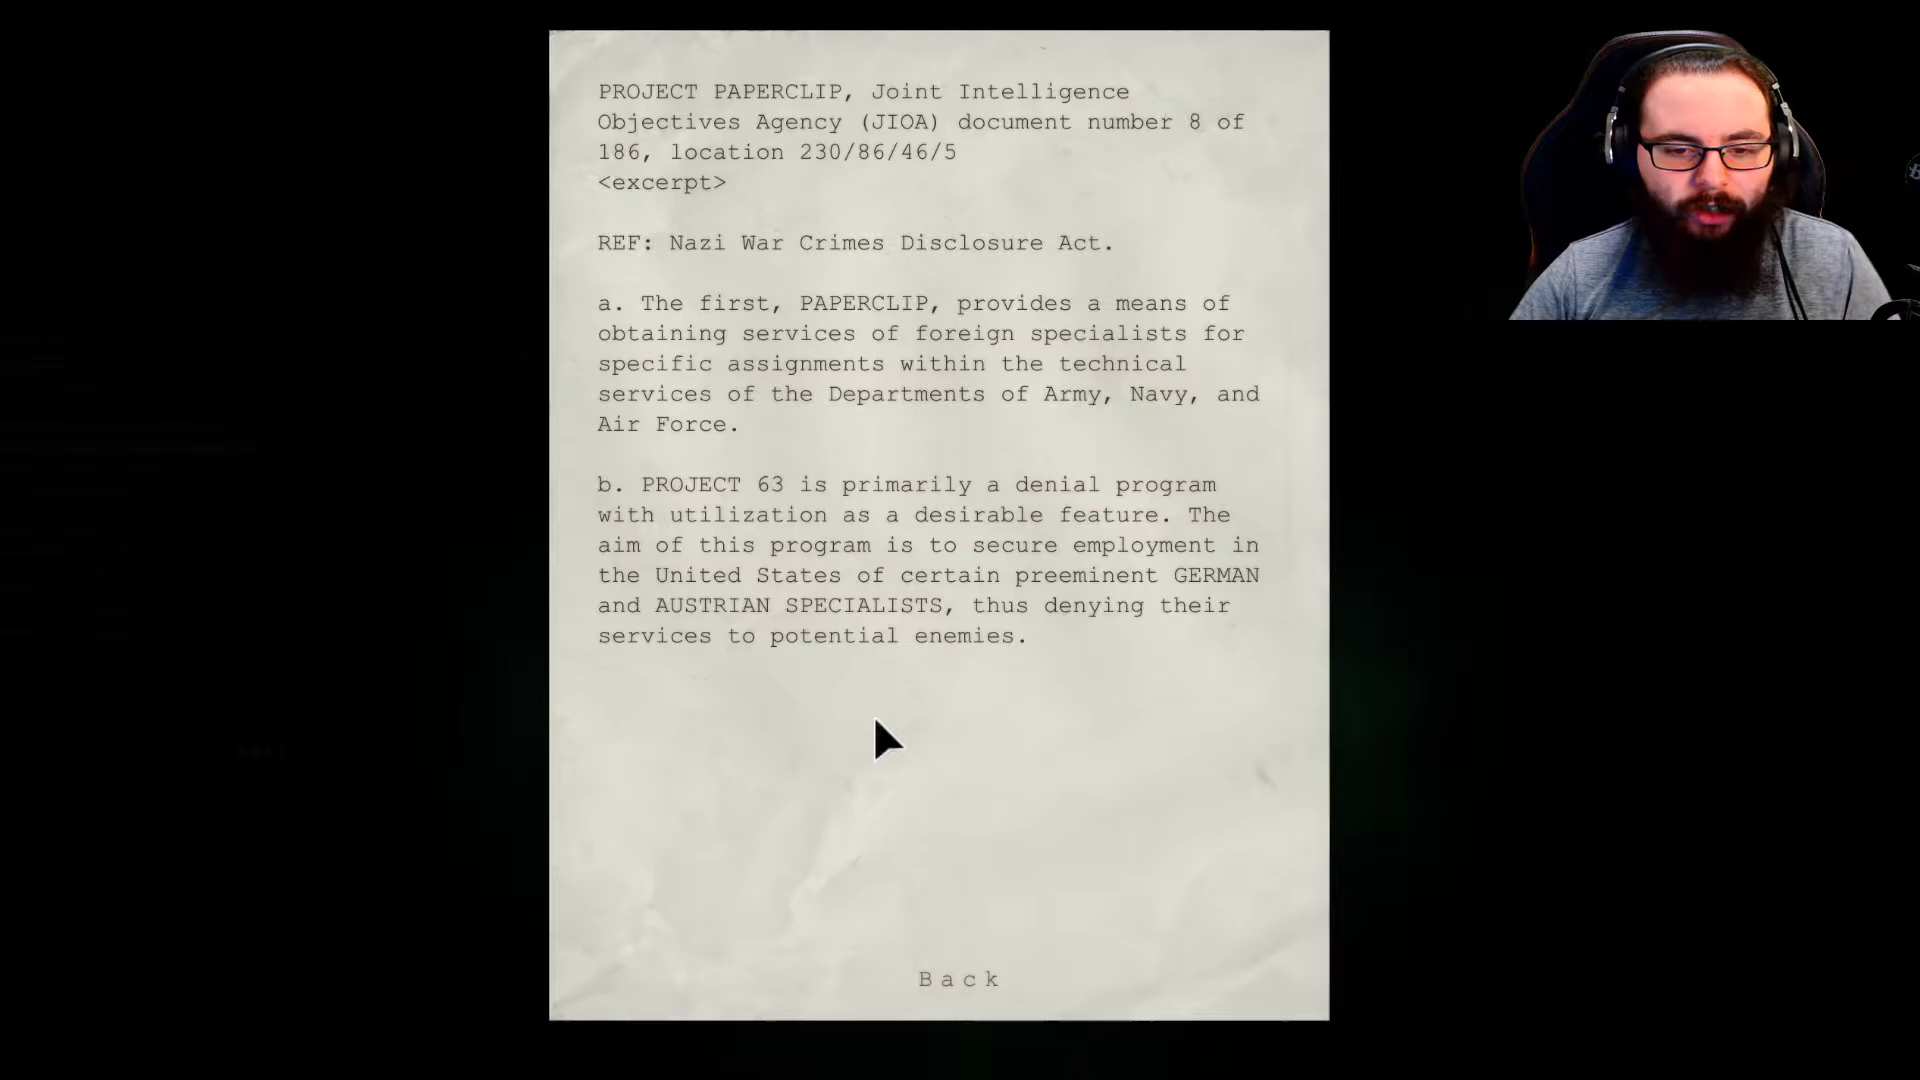 PROJECT PAPERCLIP, Joint Intelligence
Objectives Agency (JIOA) document number 8 of
186, location 230/86/46/5
<excerpt>
REF: Nazi War Crimes Disclosure Act.
a. The first, PAPERCLIP, provides a means of
obtaining services of foreign specialists for
specific assignments within the technical
services of the Departments of Army, Navy, and
Air Force.
b. PROJECT 63 is primarily a denial program
with utilization as a desirable feature. The
aim of this program is to secure employment in
the United States of certain preeminent GERMAN
and AUSTRIAN SPECIALISTS, thus denying their
services to potential enemies.
Back